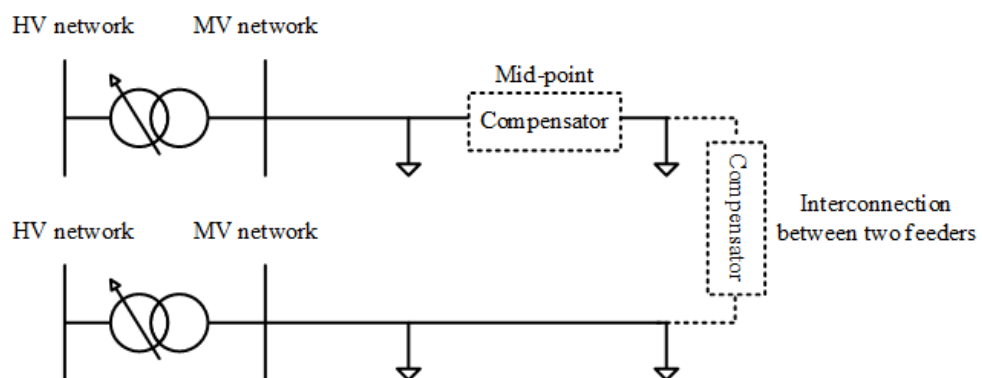 HV network
MV network
Mid-point
Compensator
Compensator
Interconnection
between two feeders
HV network
MV network